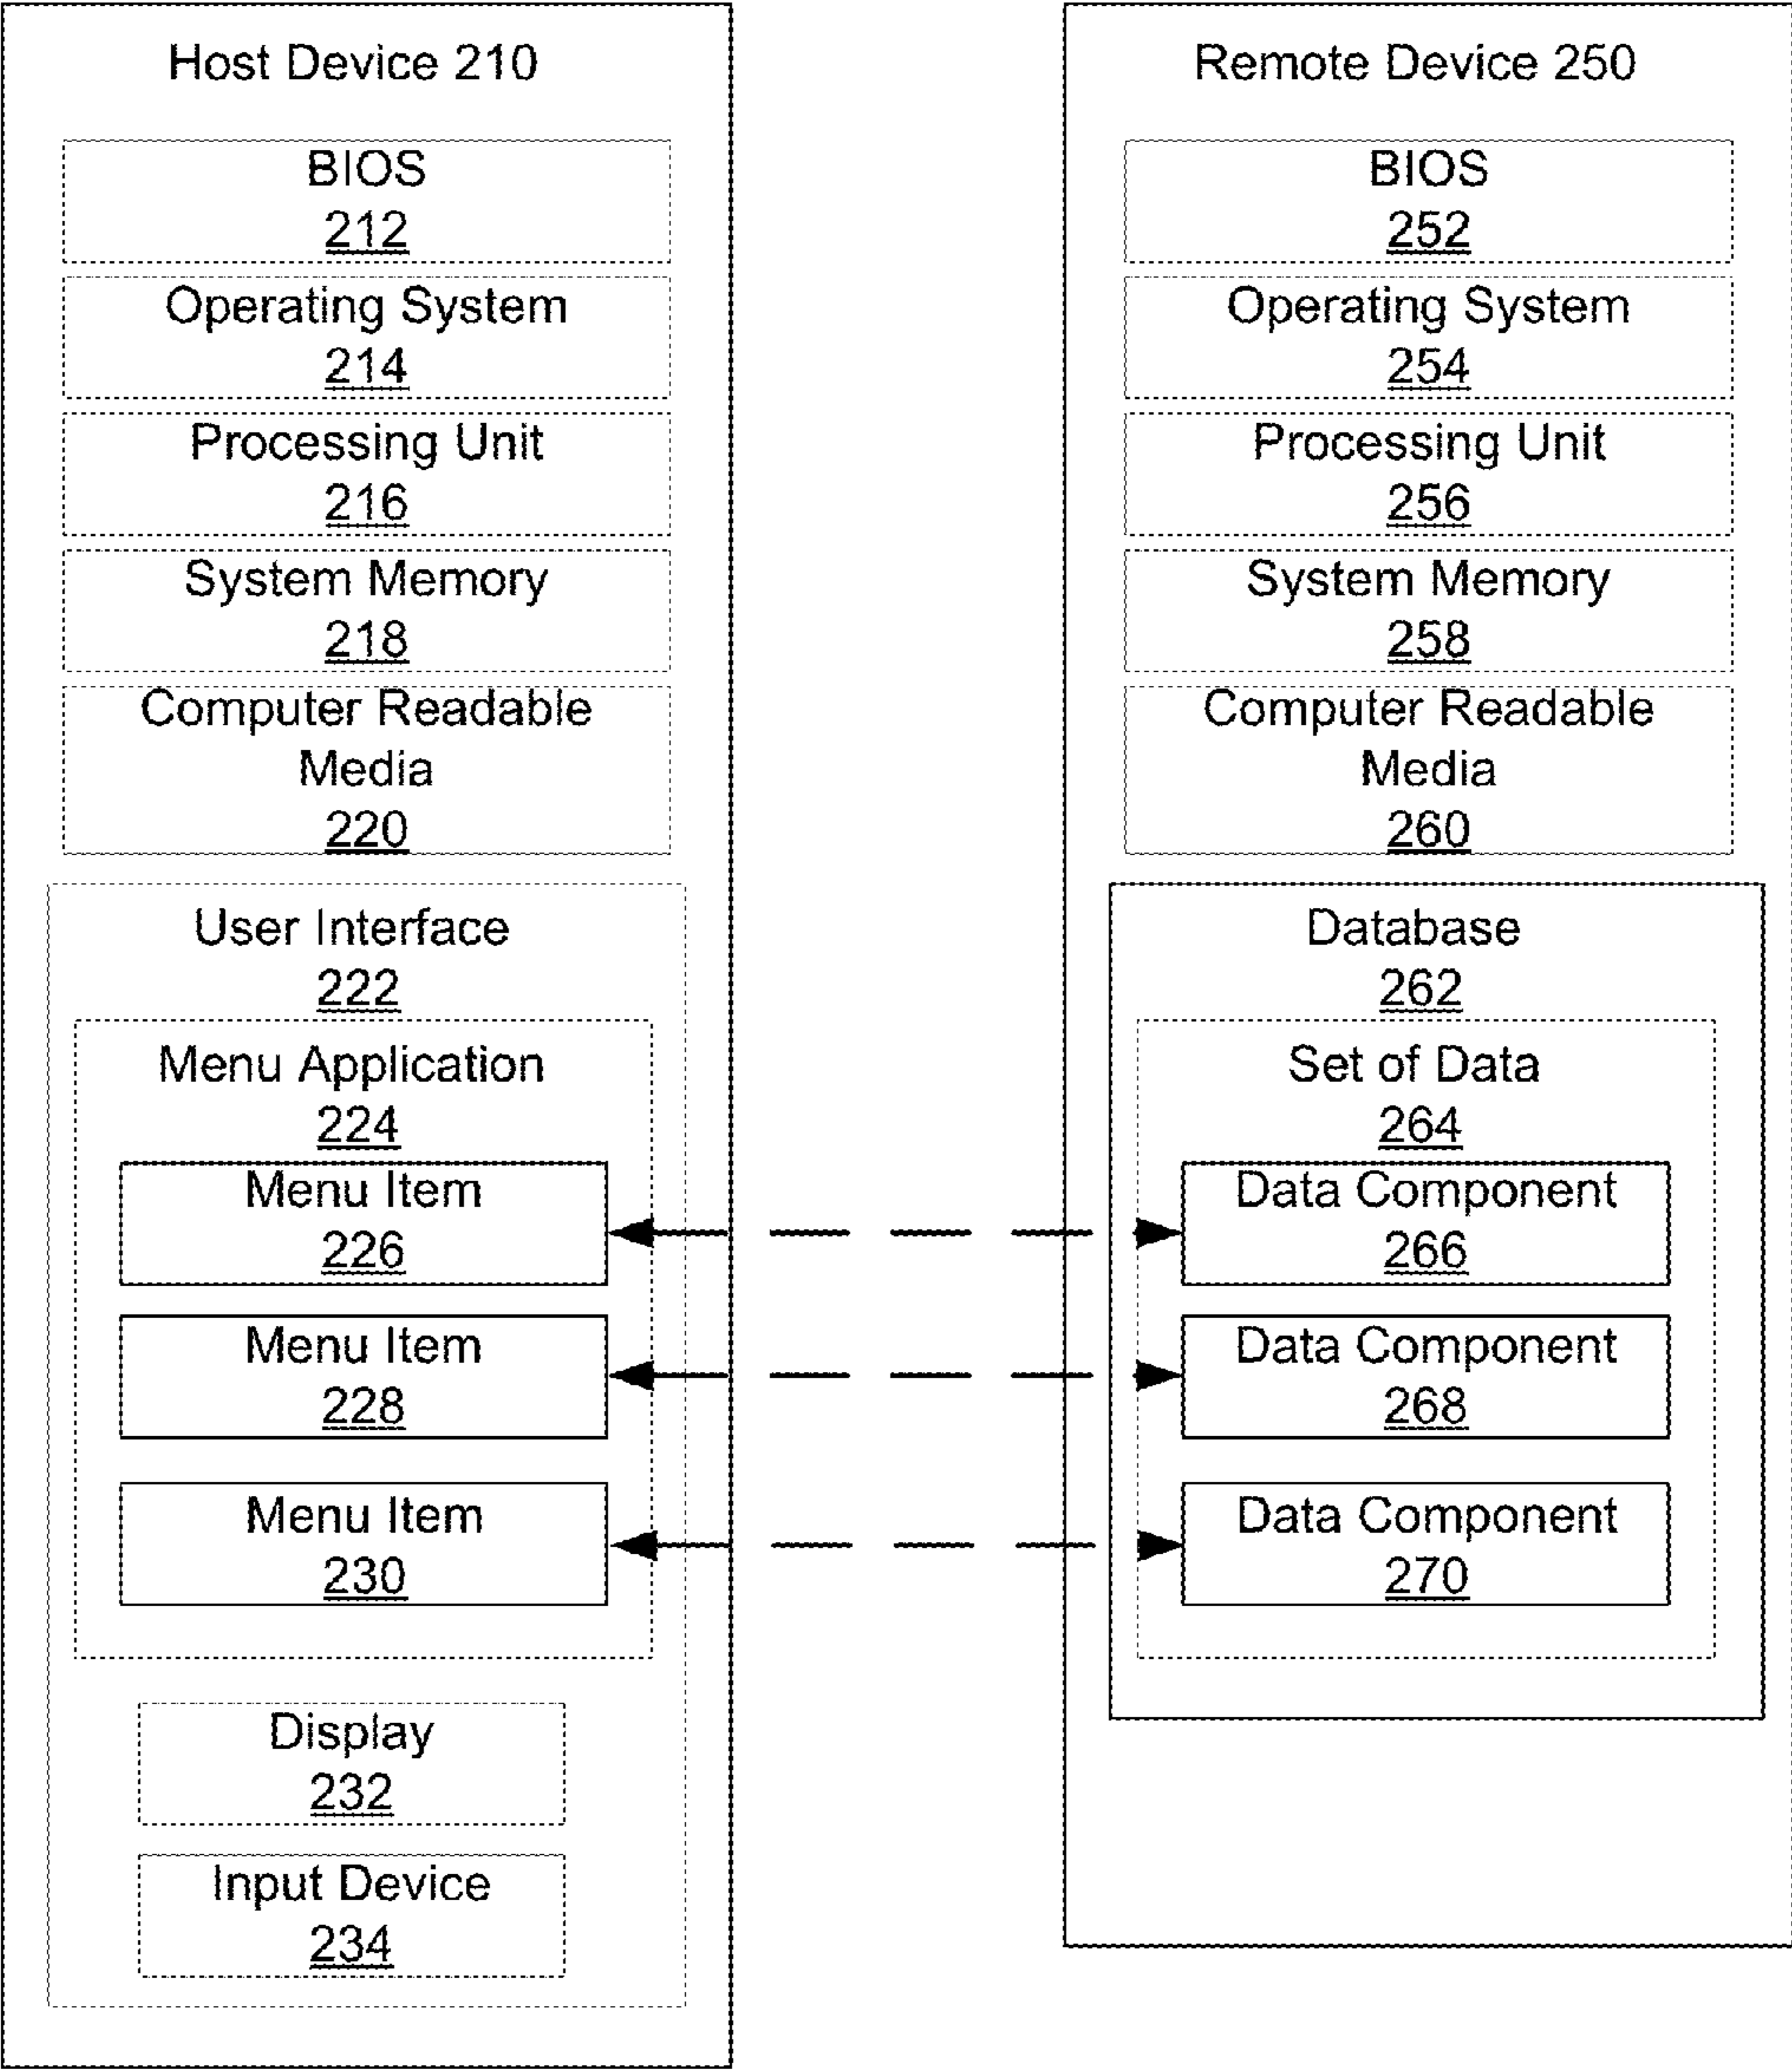 Host Device 210
BIOS
212
Operating System
214
Processing Unit
216
System Memory
218
Computer Readable
Media
220
User Interface
222
Menu Application
224
Menu Item
226
Menu Item
228
Menu Item
230
Display
232
Input Device
234
Remote Device 250
BIOS
252
Operating System
254
Processing Unit
256
System Memory
258
Computer Readable
Media
260
Database
262
Set of Data
264
Data Component
266
Data Component
268
Data Component
270